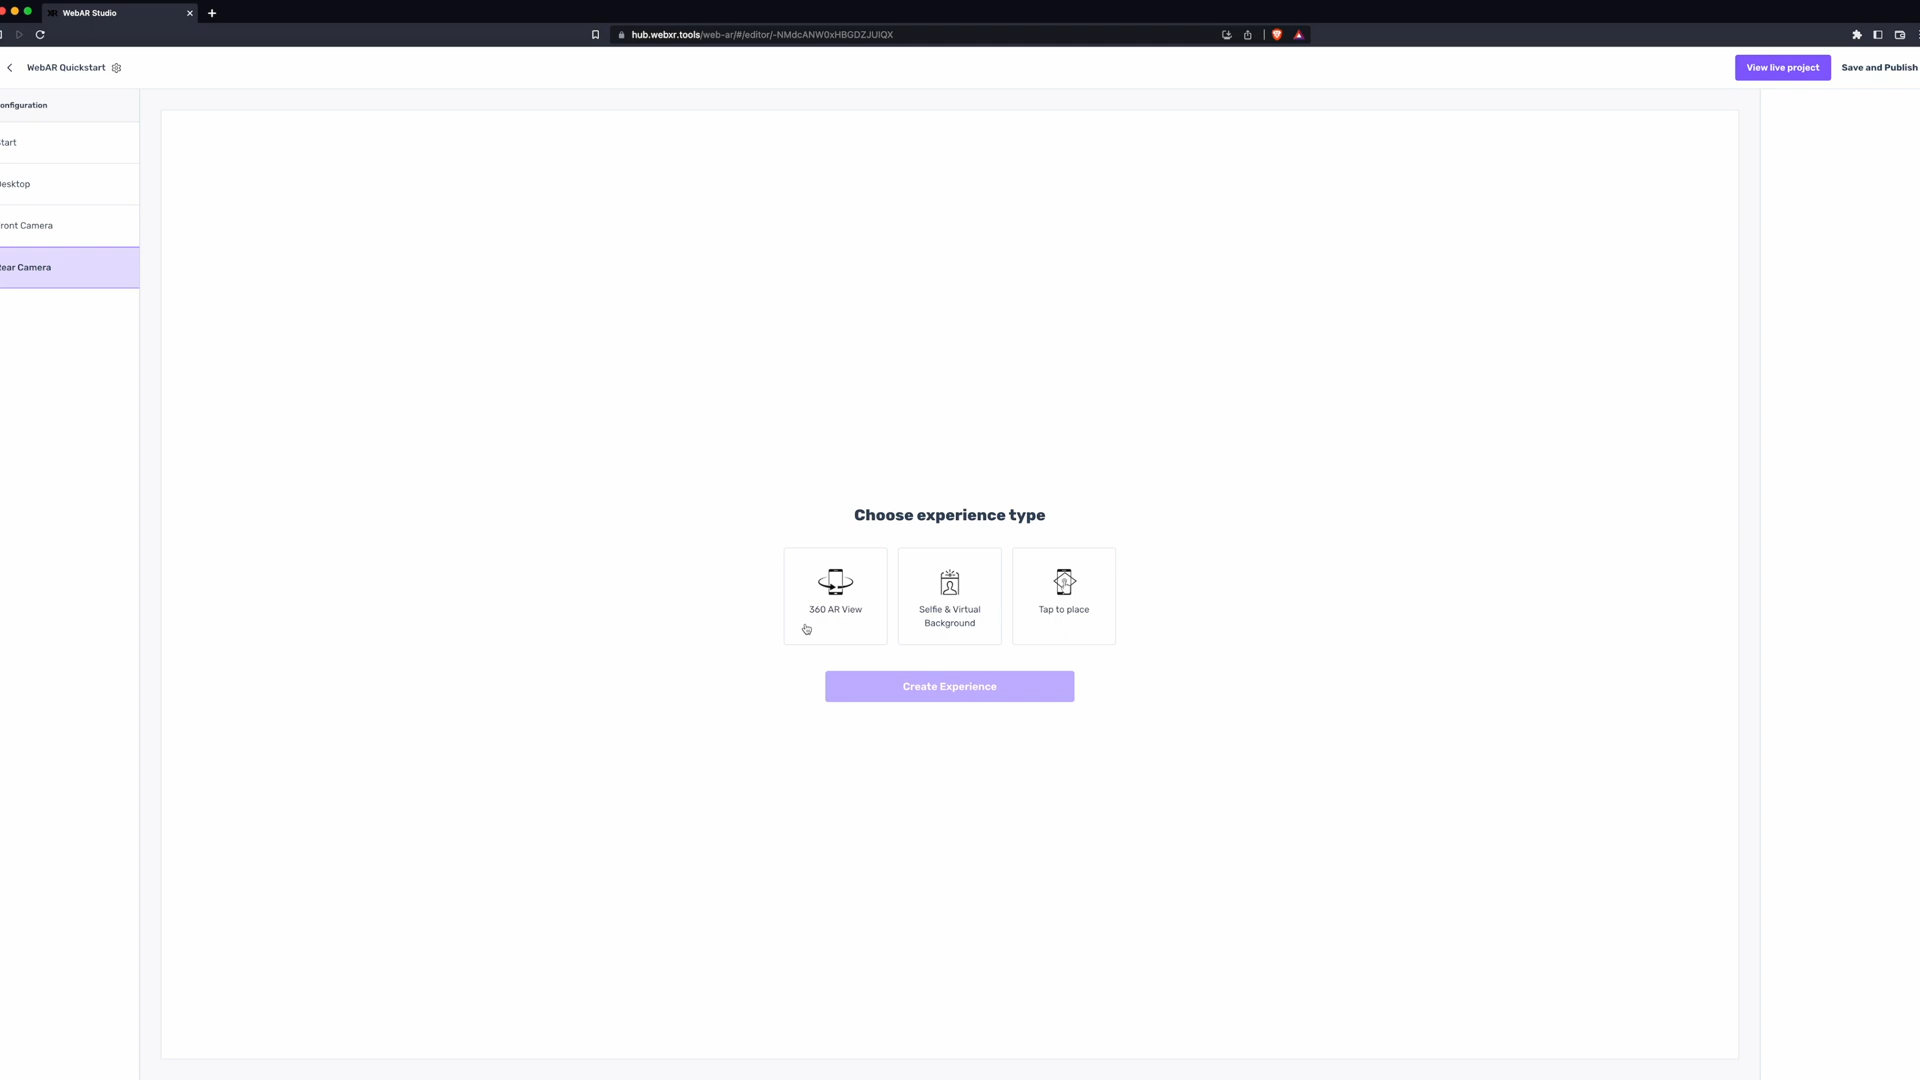 WebAR Studio
hub.webxr.tools/web-ar/#/editor/-NMdcANW0xHBGDZJUIQX
WebAR Quickstart
View live project
Save and Publish
onfiguration
tart
esktop
ront Camera
ear Camera
Choose experience type
360 AR View
Selfie & Virtual
Background
Tap to place
Create Experience